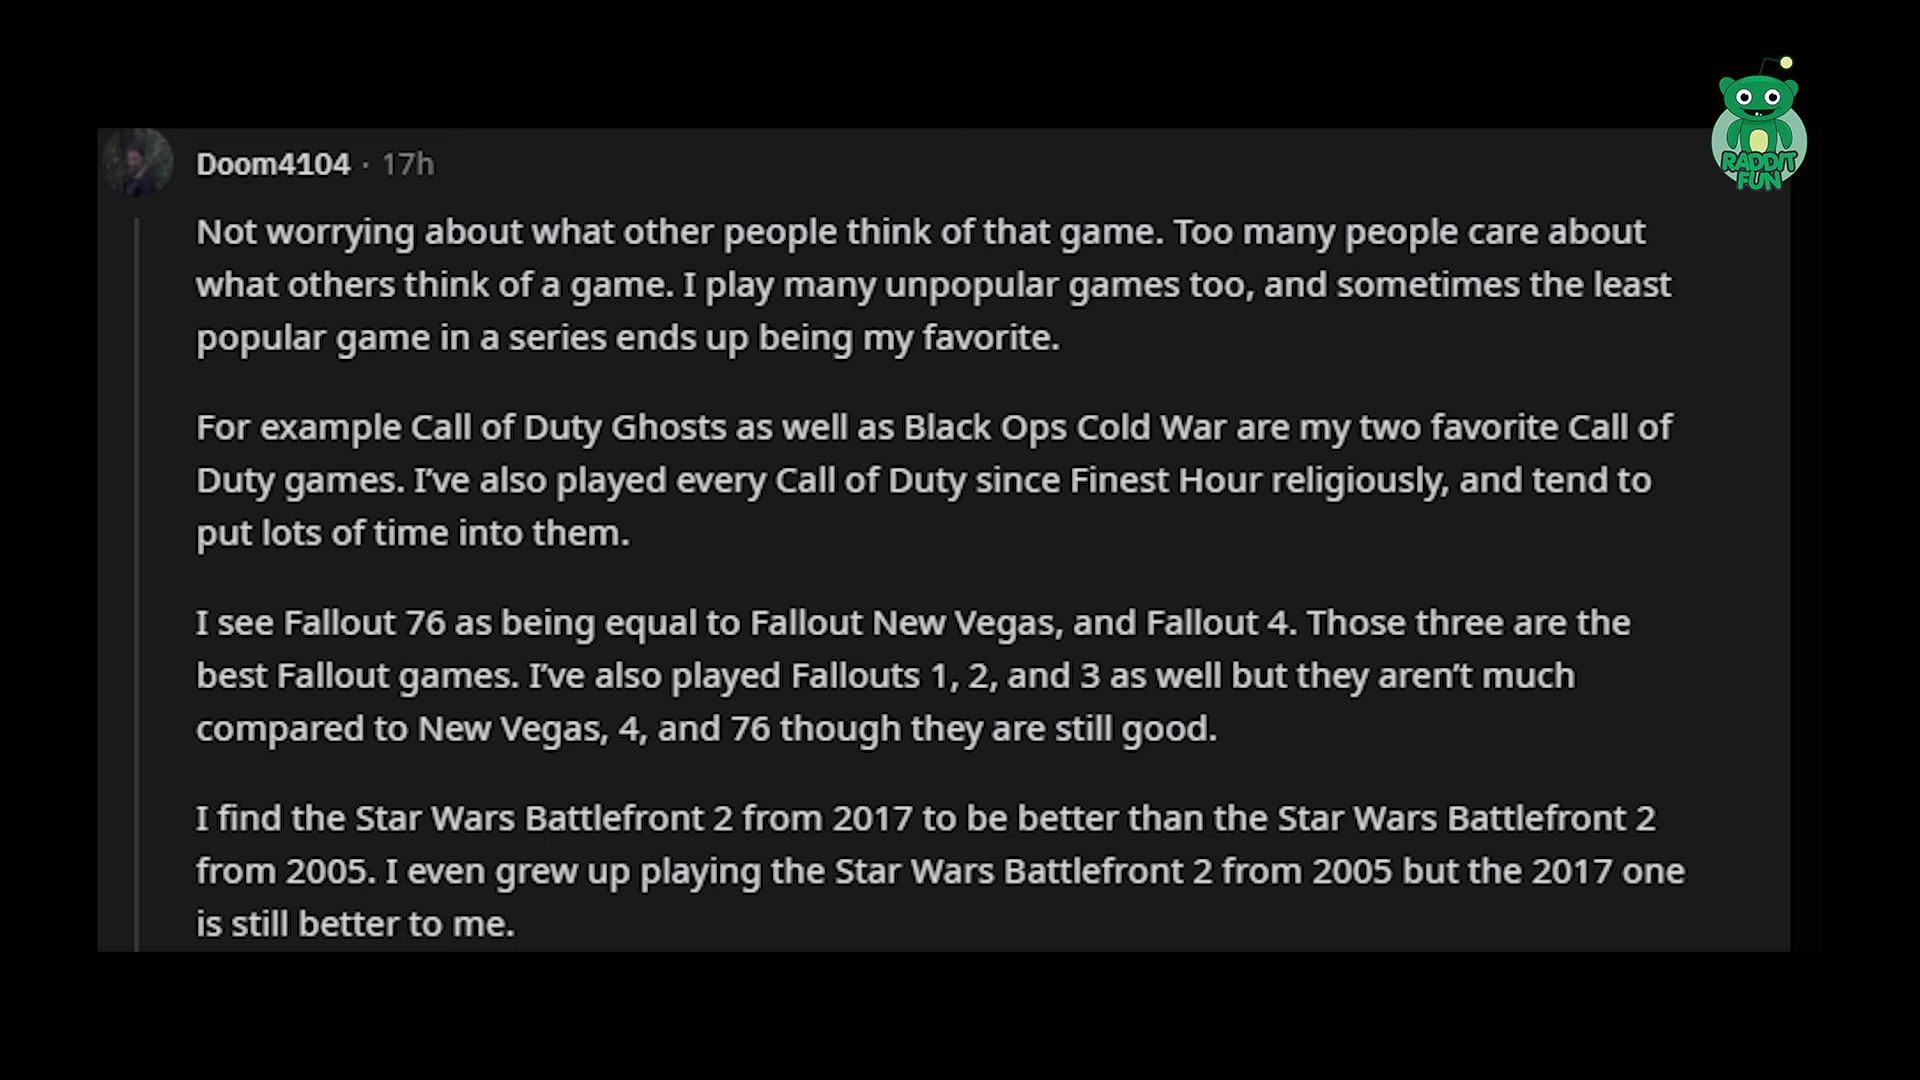 Doom4104 · 17h
RADDIT
FUN
Not worrying about what other people think of that game. Too many people care about
what others think of a game. I play many unpopular games too, and sometimes the least
popular game in a series ends up being my favorite.
For example Call of Duty Ghosts as well as Black Ops Cold War are my two favorite Call of
Duty games. I’ve also played every Call of Duty since Finest Hour religiously, and tend to
put lots of time into them.
I see Fallout 76 as being equal to Fallout New Vegas, and Fallout 4. Those three are the
best Fallout games. I’ve also played Fallouts 1, 2, and 3 as well but they aren’t much
compared to New Vegas, 4, and 76 though they are still good.
I find the Star Wars Battlefront 2 from 2017 to be better than the Star Wars Battlefront 2
from 2005. I even grew up playing the Star Wars Battlefront 2 from 2005 but the 2017 one
is still better to me.